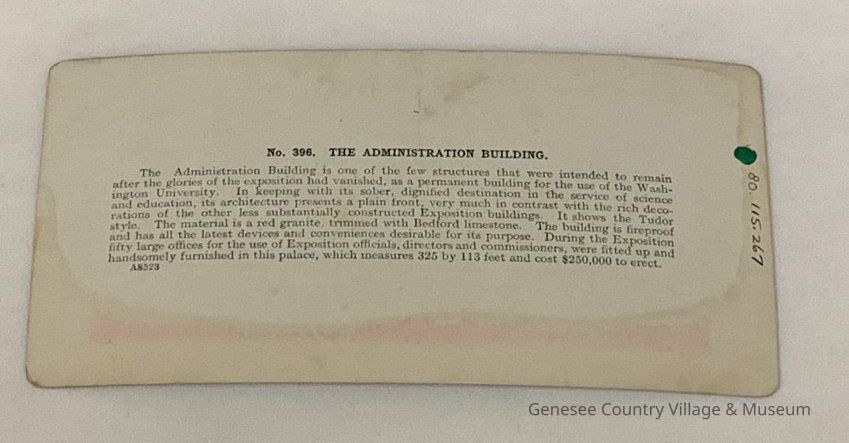 No. 396. THE ADMINISTRATION BUILDING.
The Administration Building is one of the few structures that were intended to remain
after the glories of the exposition had vanished, as a permanent building for the use of the Wash-
ington University. In keeping with its sober, dignified destination in the service of science
and education, its architecture presents a plain front, very much in contrast with the rich deco-
rations of the other less substantially constructed Exposition buildings. It shows the Tudor
style. The material is a red granite, trimmed with Bedford limestone. The building is fireproof
and has all the latest devices and conveniences desirable for its purpose. During the Exposition
fifty large offices for the use of Exposition officials, directors and commissioners, were fitted up and
handsomely furnished in this palace, which measures 325 by 113 feet and cost $250,000 to erect.
A8523
80.115.267
Genesee Country Village & Museum